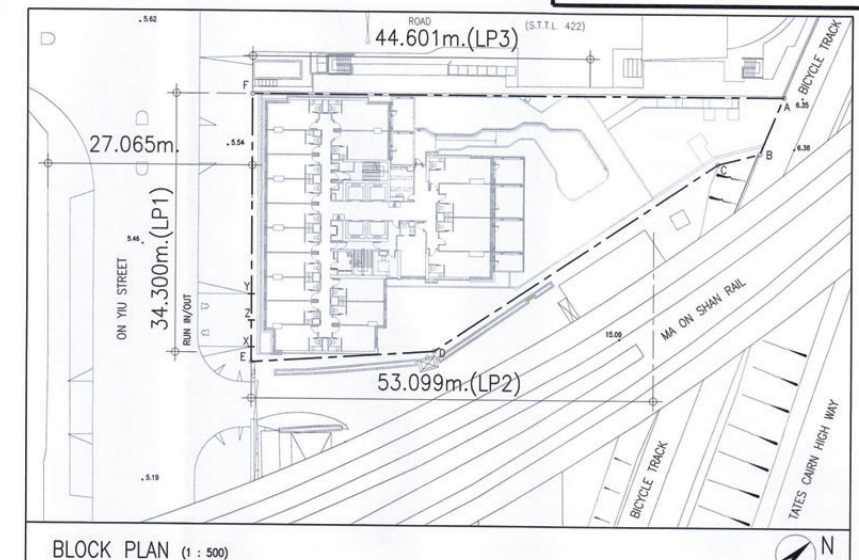 5.62
ROAD
(S.T.T.L. 422)
44.601m.(LP3)
BICYCLE TRACK
F
A
6.35
27.065m.
5.54
B
6.36
C
34.300m.(LP1)
5.46
ON YIU STREET
RUN IN/OUT
Y
Z
X
E
D
15.09
MA ON SHAN RAIL
53.099m.(LP2)
5.19
BICYCLE TRACK
TATES CAIRN HIGH WAY
BLOCK PLAN (1 : 500)
N